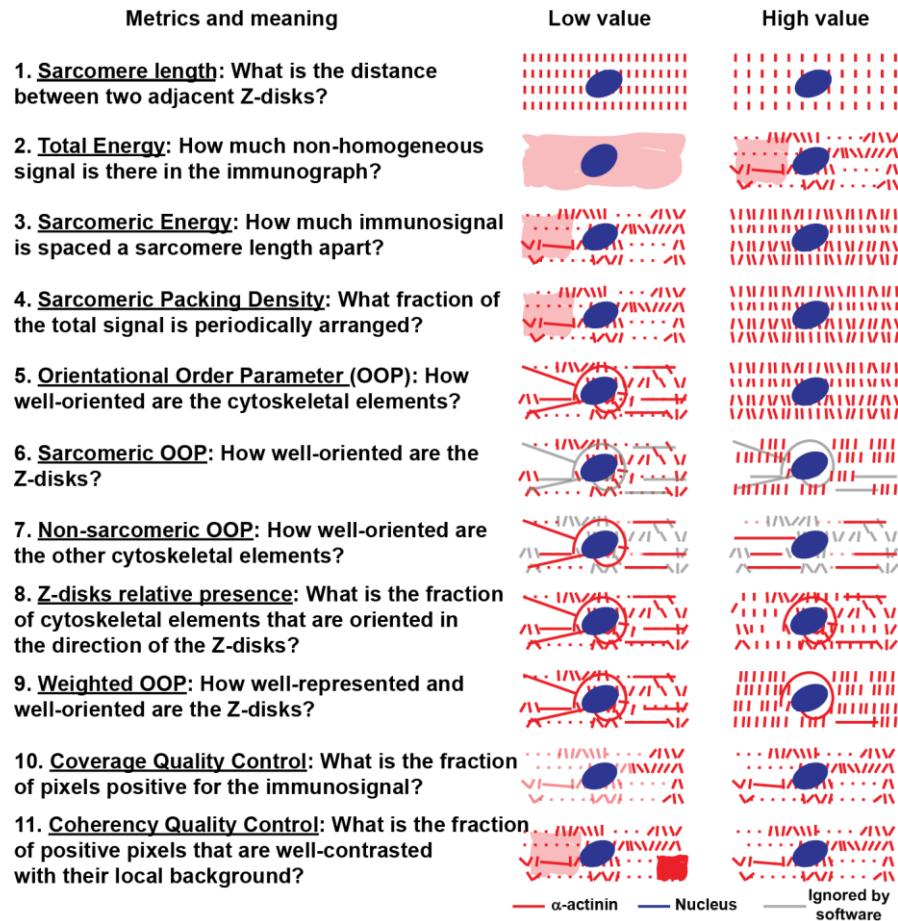 Metrics and meaning Low value High value
1. Sarcomere length: What is the distance
between two adjacent Z-disks?
2. Total Energy: How much non-homogeneous
signal is there in the immunograph?
3. Sarcomeric Energy: How much immunosignal
is spaced a sarcomere length apart?
4. Sarcomeric Packing Density: What fraction of
the total signal is periodically arranged?
5. Orientational Order Parameter (OOP): How
well-oriented are the cytoskeletal elements?
6. Sarcomeric OOP: How well-oriented are the
Z-disks?
7. Non-sarcomeric OOP: How well-oriented are
the other cytoskeletal elements?
8. Z-disks relative presence: What is the fraction
of cytoskeletal elements that are oriented in
the direction of the Z-disks?
9. Weighted OOP: How well-represented and
well-oriented are the Z-disks?
10. Coverage Quality Control: What is the fraction
of pixels positive for the immunosignal?
11. Coherency Quality Control: What is the fraction
of positive pixels that are well-contrasted
with their local background?
α-actinin Nucleus Ignored by
software